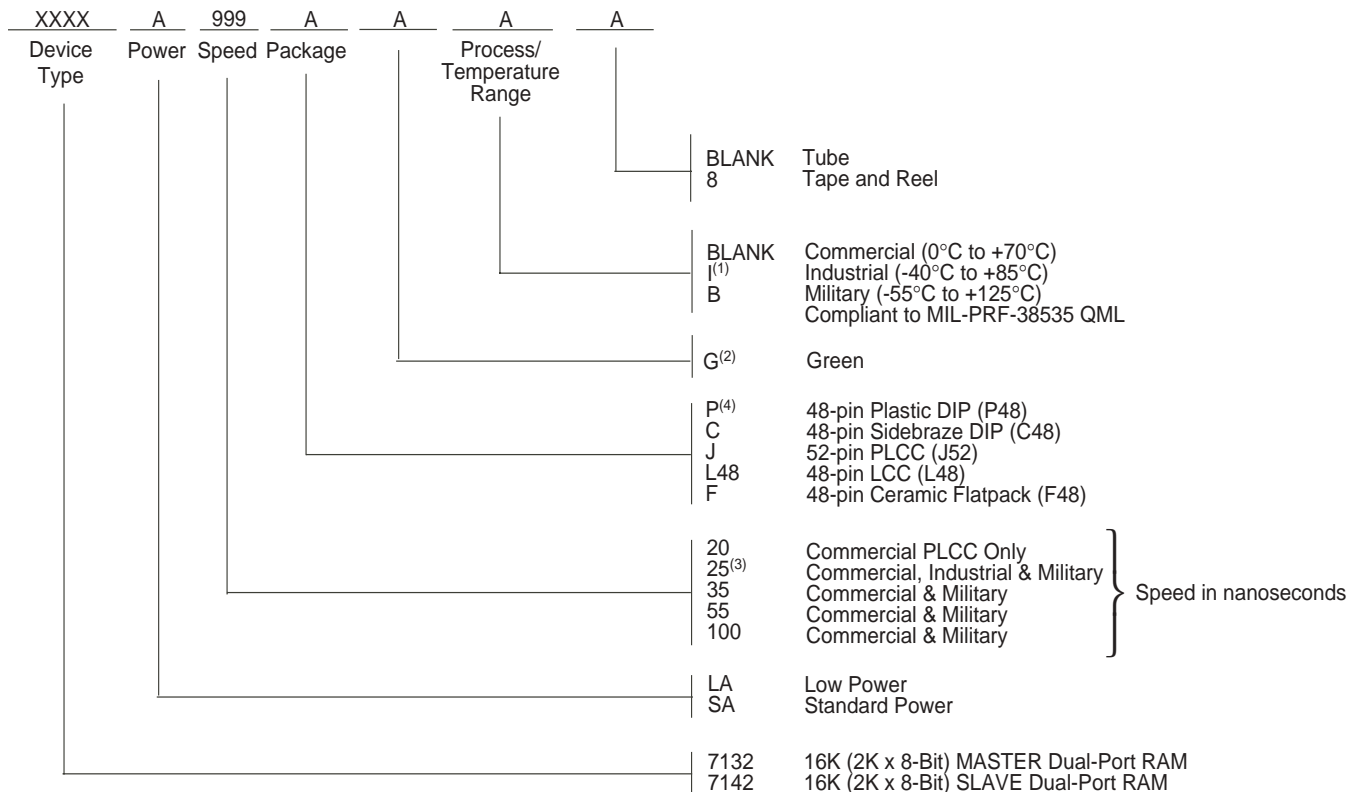 XXXX A 999 A A A A
Device Type Power Speed Package Process/ Temperature Range
BLANK Tube
8 Tape and Reel
BLANK Commercial (0°C to +70°C)
I(1) Industrial (-40°C to +85°C)
B Military (-55°C to +125°C)
Compliant to MIL-PRF-38535 QML
G(2) Green
P(4) 48-pin Plastic DIP (P48)
C 48-pin Sidebraze DIP (C48)
J 52-pin PLCC (J52)
L48 48-pin LCC (L48)
F 48-pin Ceramic Flatpack (F48)
20 Commercial PLCC Only
25(3) Commercial, Industrial & Military
35 Commercial & Military
55 Commercial & Military
100 Commercial & Military
Speed in nanoseconds
LA Low Power
SA Standard Power
7132 16K (2K x 8-Bit) MASTER Dual-Port RAM
7142 16K (2K x 8-Bit) SLAVE Dual-Port RAM